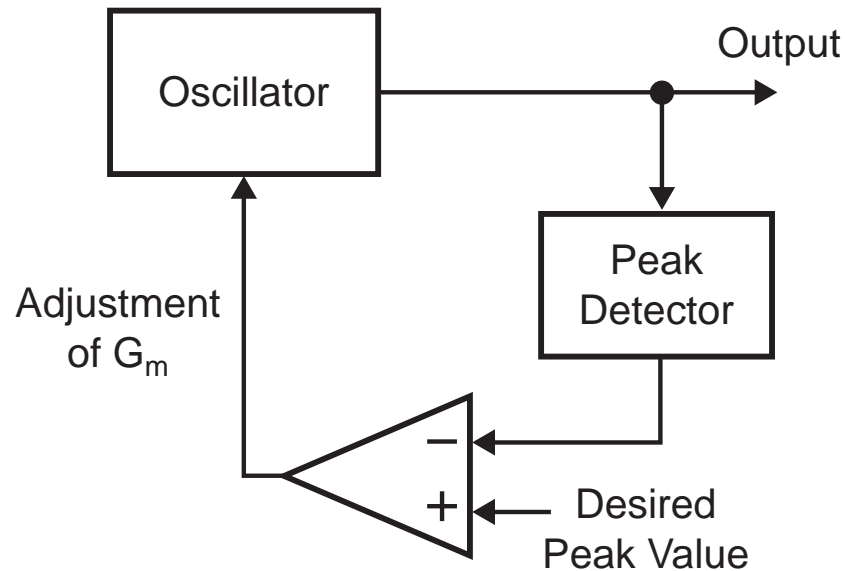 Output
Oscillator
Peak
Detector
Adjustment
of Gm
−
+
Desired
Peak Value